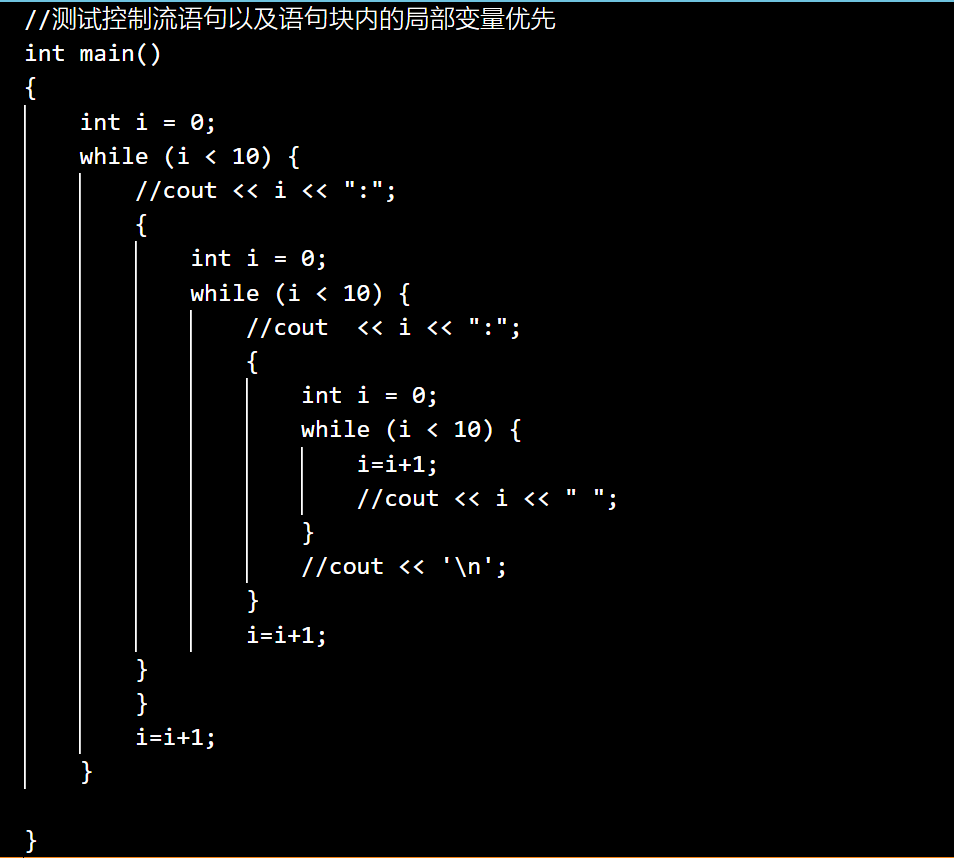 //测试控制流语句以及语句块内的局部变量优先
int main()
{
    int i = 0;
    while (i < 10) {
        //cout << i << ":";
        {
            int i = 0;
            while (i < 10) {
                //cout  << i << ":";
                {
                    int i = 0;
                    while (i < 10) {
                        i=i+1;
                        //cout << i << " ";
                    }
                    //cout << '\n';
                }
                i=i+1;
        }
        }
        i=i+1;
    }

}